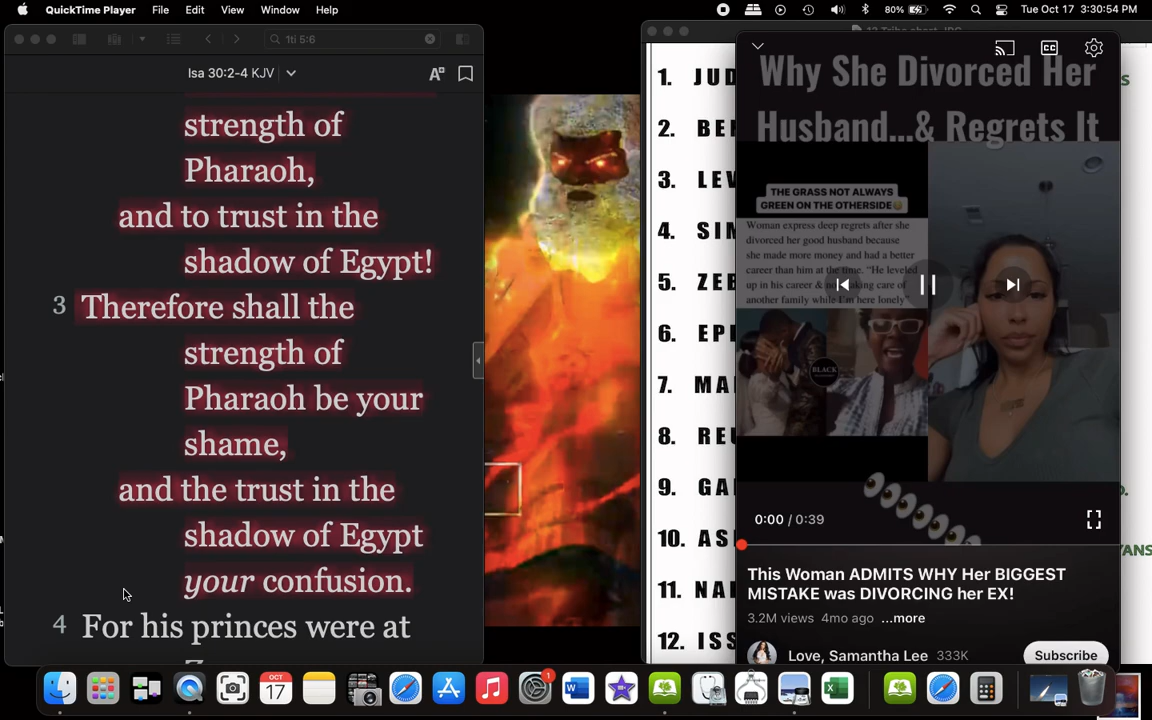 QuickTime Player File Edit View Window Help
80% Tue Oct 17 3:30:54 PM
1ti 5:6
Isa 30:2-4 KJV
strength of
Pharaoh,
and to trust in the
shadow of Egypt!
3 Therefore shall the
strength of
Pharaoh be your
shame,
and the trust in the
shadow of Egypt
your confusion.
4 For his princes were at
1. JUD
2. BEN
3. LEV
4. SIM
5. ZEB
6. EPI
7. MA
8. REU
9. GA
10. AS
11. NA
12. ISS
CC
Why She Divorced Her
Husband...& Regrets It
THE GRASS NOT ALWAYS
GREEN ON THE OTHERSIDE
Woman express deep regrets after she
divorced her good husband because
she made more money and had a better
career than him at the time. "He leveled
up in his career & now taking care of
another family while I'm here lonely"
BLACK
0:00 / 0:39
This Woman ADMITS WHY Her BIGGEST
MISTAKE was DIVORCING her EX!
3.2M views 4mo ago ...more
Love, Samantha Lee 333K
Subscribe
S
O.
ANS
OCT
17
1